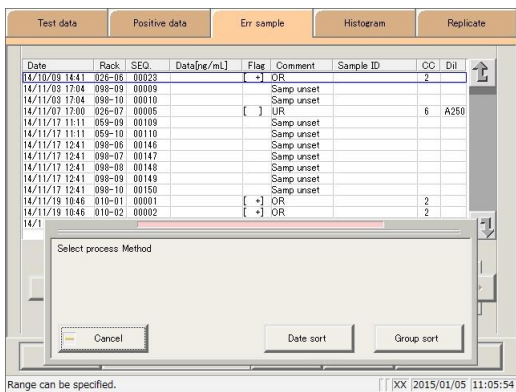 Test data Positive data Err sample Histogram Replicate
Date Rack SEQ. Data[ng/mL] Flag Comment Sample ID CC Dil
14/10/09 14:41 026-06 00023 [ +] OR 2
14/11/03 17:04 098-09 00009 Samp unset
14/11/03 17:04 098-10 00010 Samp unset
14/11/07 17:00 026-07 00005 [ ] UR 6 A250
14/11/17 11:11 059-09 00109 Samp unset
14/11/17 11:11 059-10 00110 Samp unset
14/11/17 12:41 098-06 00146 Samp unset
14/11/17 12:41 098-07 00147 Samp unset
14/11/17 12:41 098-08 00148 Samp unset
14/11/17 12:41 098-09 00149 Samp unset
14/11/17 12:41 098-10 00150 Samp unset
14/11/19 10:46 010-01 00001 [ +] OR 2
14/11/19 10:46 010-02 00002 [ +] OR 2
14/1
Select process Method
Cancel Date sort Group sort
Range can be specified. XX 2015/01/05 11:05:54